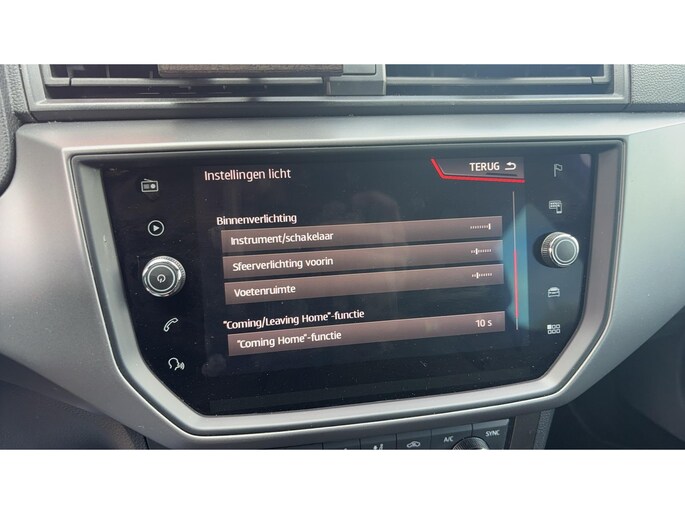 Instellingen licht
TERUG
Binnenverlichting
Instrument/schakelaar
Sfeerverlichting voorin
Voetenruimte
"Coming/Leaving Home"-functie
"Coming Home"-functie 10 s
A/C
SYNC